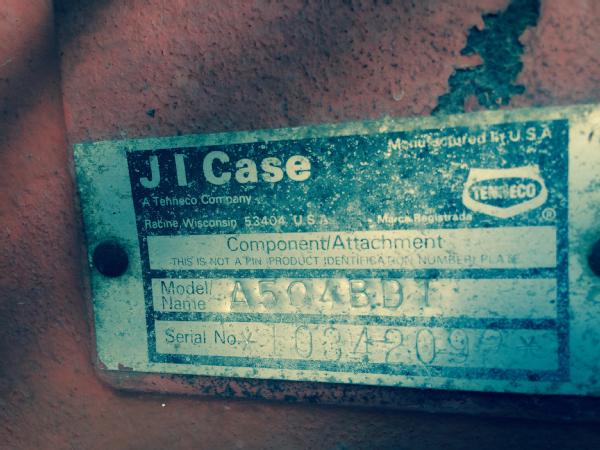 Manufactured in U.S.A
J I Case
A Tenneco Company
TENNECO
Racine, Wisconsin 53404 U.S.A.
Marca Registrada
®
Component/Attachment
THIS IS NOT A PIN (PRODUCT IDENTIFICATION NUMBER) PLATE
Model/
Name A504BDT
Serial No.